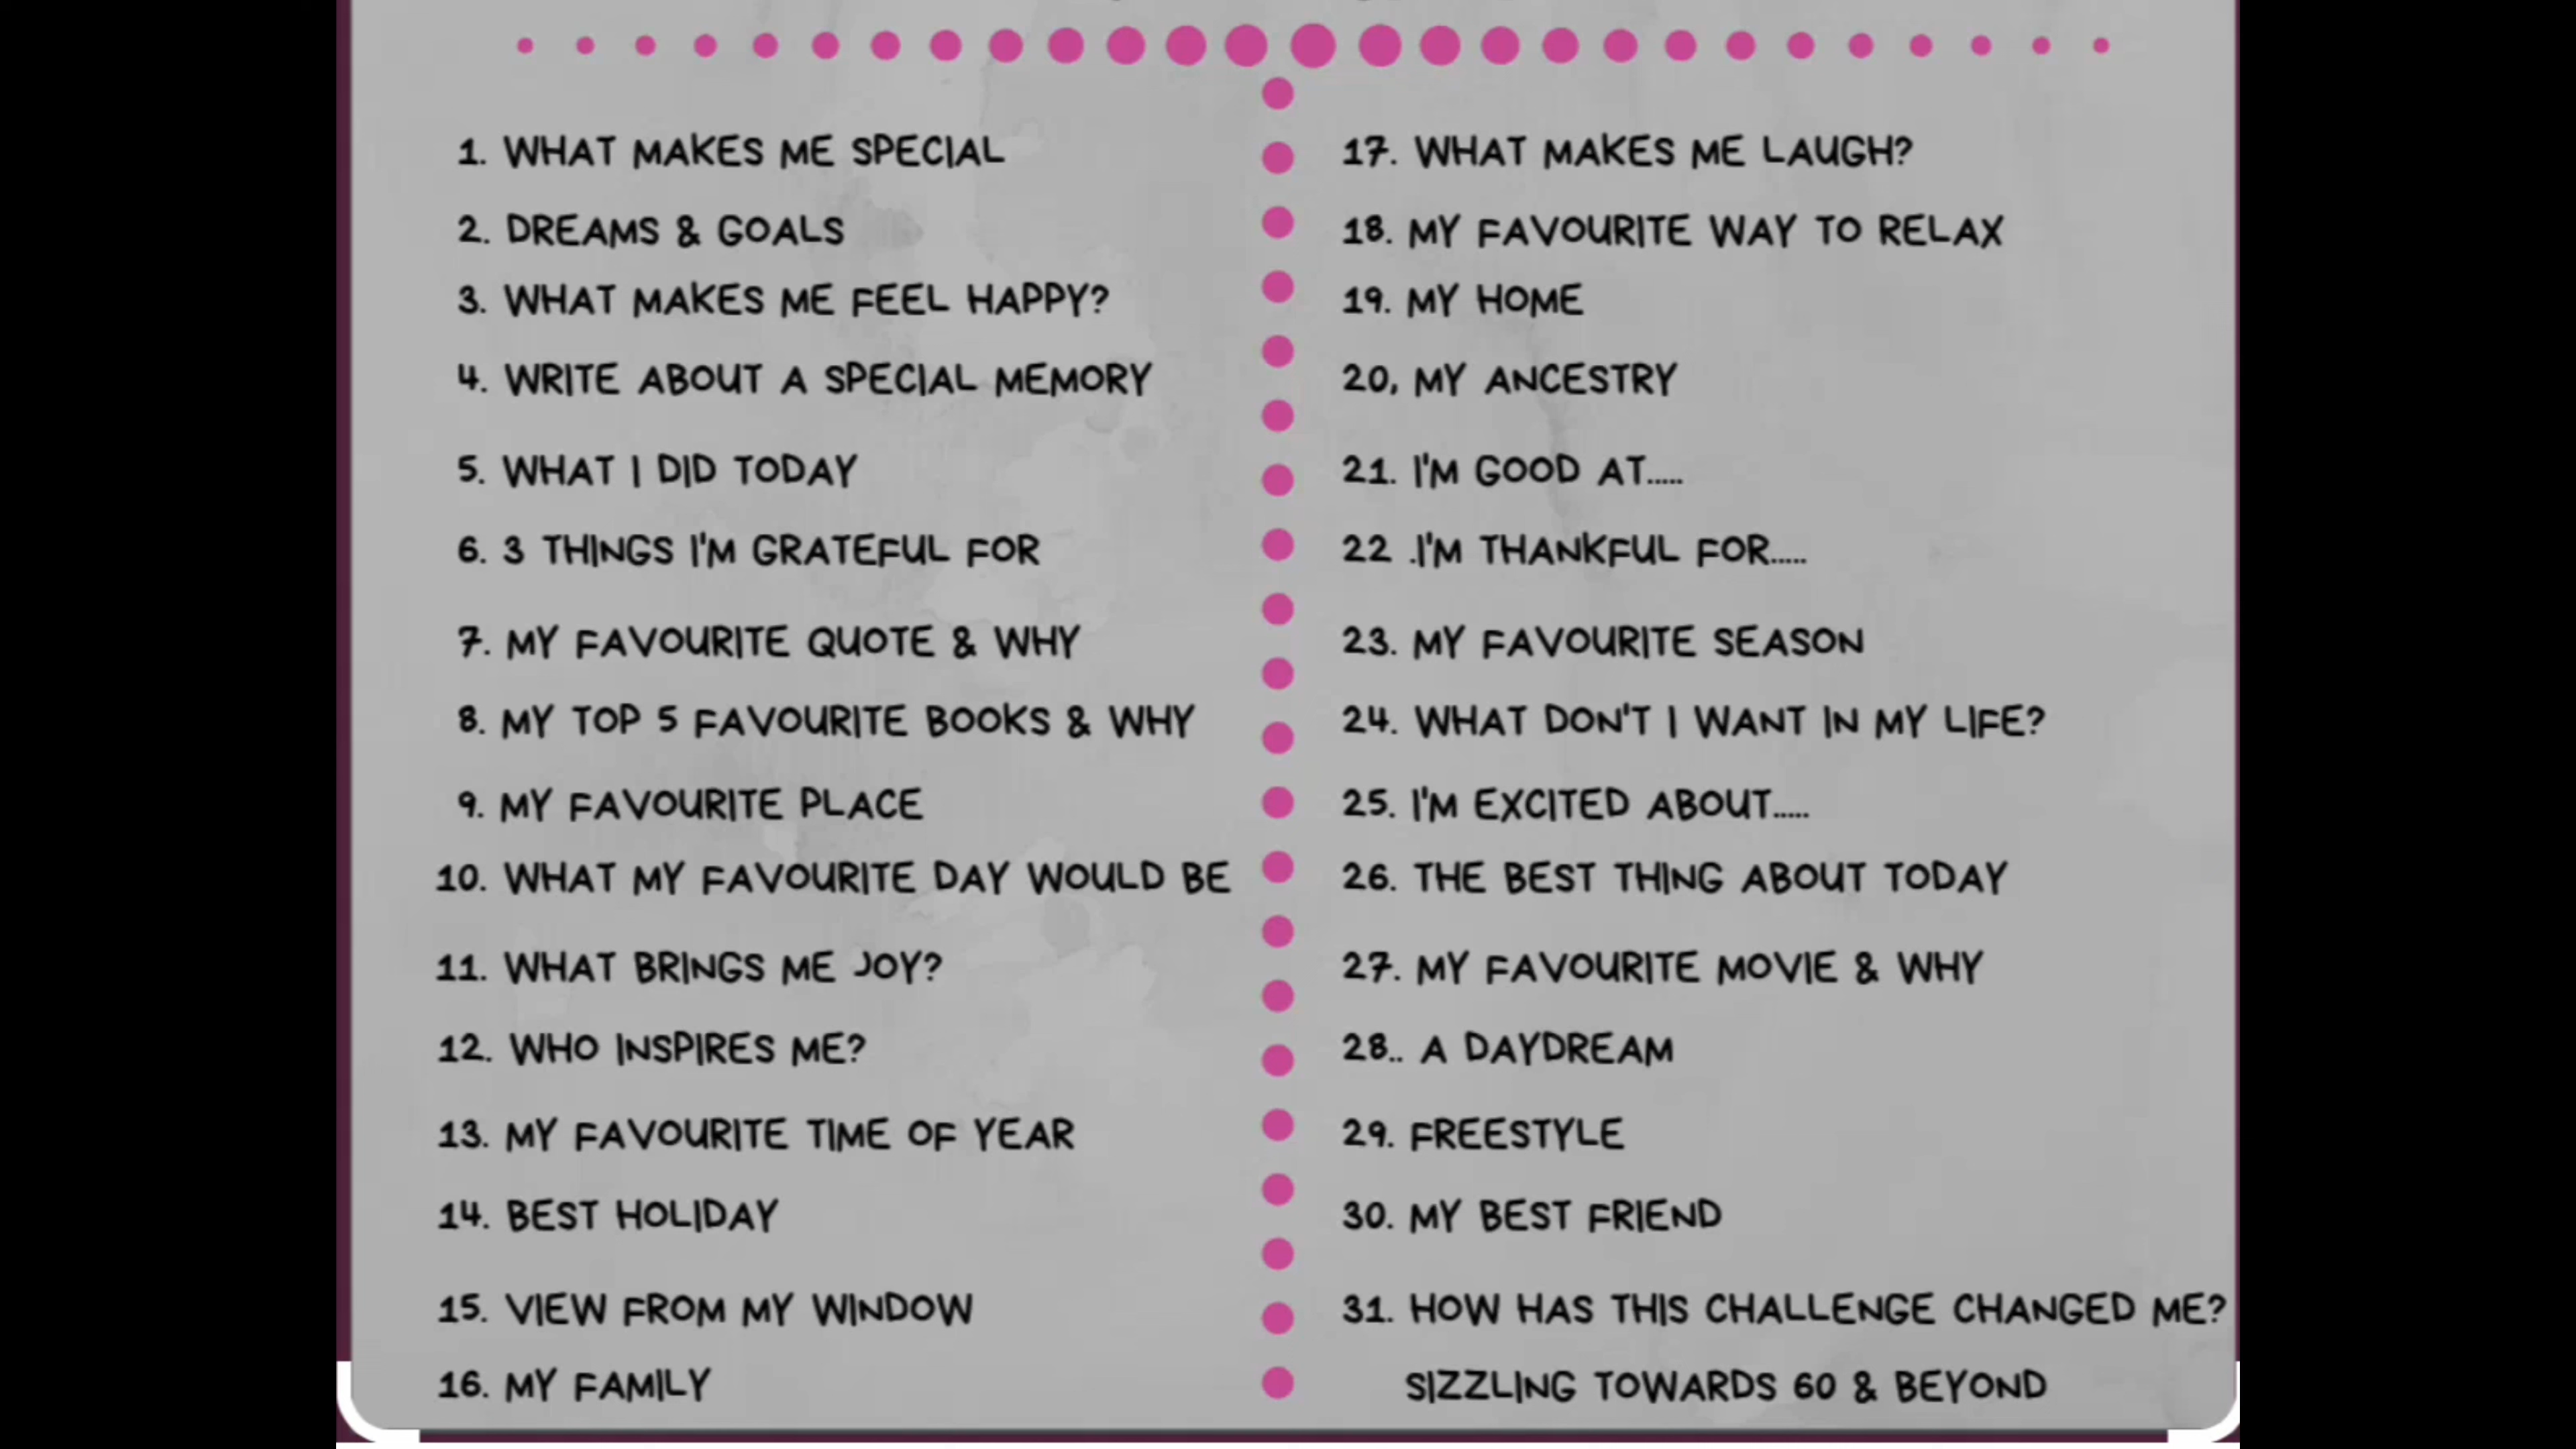 1. WHAT MAKES ME SPECIAL
2. DREAMS & GOALS
3. WHAT MAKES ME FEEL HAPPY?
4. WRITE ABOUT A SPECIAL MEMORY
5. WHAT I DID TODAY
6. 3 THINGS I'M GRATEFUL FOR
7. MY FAVOURITE QUOTE & WHY
8. MY TOP 5 FAVOURITE BOOKS & WHY
9. MY FAVOURITE PLACE
10. WHAT MY FAVOURITE DAY WOULD BE
11. WHAT BRINGS ME JOY?
12. WHO INSPIRES ME?
13. MY FAVOURITE TIME OF YEAR
14. BEST HOLIDAY
15. VIEW FROM MY WINDOW
16. MY FAMILY
17. WHAT MAKES ME LAUGH?
18. MY FAVOURITE WAY TO RELAX
19. MY HOME
20, MY ANCESTRY
21. I'M GOOD AT.....
22 .I'M THANKFUL FOR.....
23. MY FAVOURITE SEASON
24. WHAT DON'T I WANT IN MY LIFE?
25. I'M EXCITED ABOUT.....
26. THE BEST THING ABOUT TODAY
27. MY FAVOURITE MOVIE & WHY
28.. A DAYDREAM
29. FREESTYLE
30. MY BEST FRIEND
31. HOW HAS THIS CHALLENGE CHANGED ME?
SIZZLING TOWARDS 60 & BEYOND